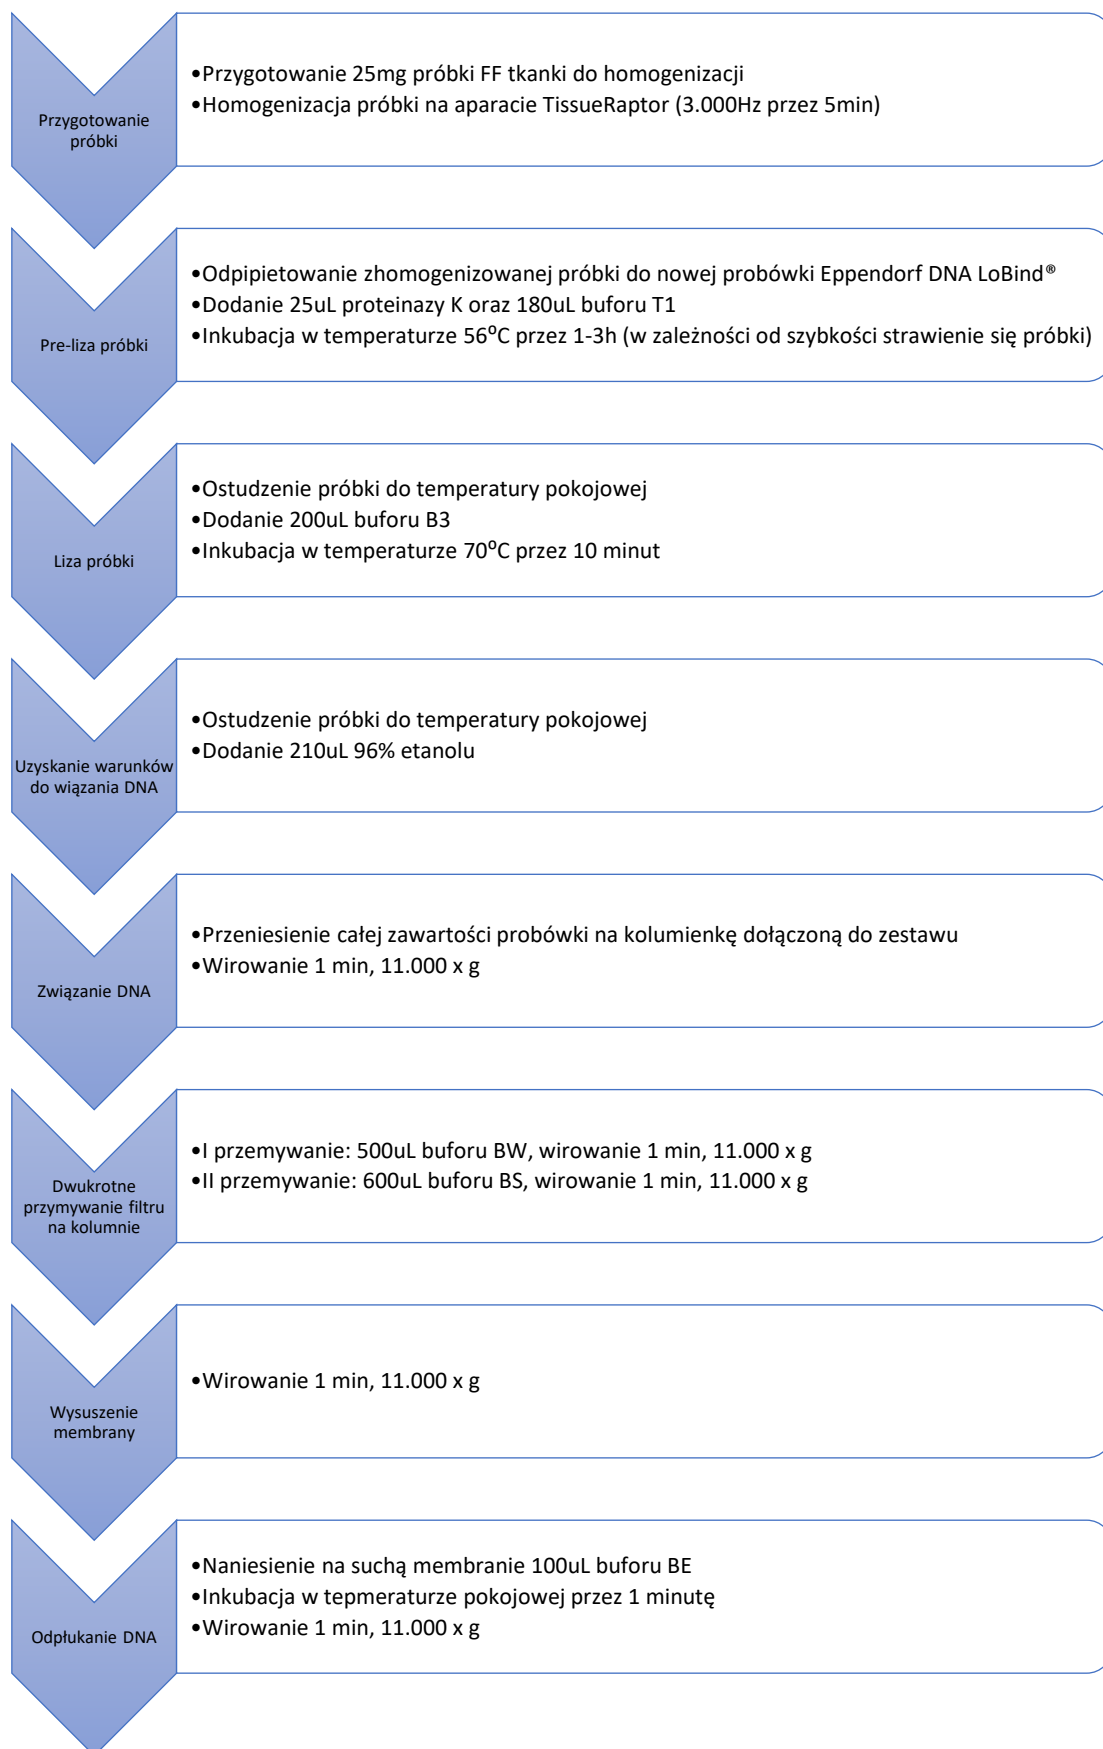 Przygotowanie
próbki
•Przygotowanie 25mg próbki FF tkanki do homogenizacji
•Homogenizacja próbki na aparacie TissueRaptor (3.000Hz przez 5min)
Pre-liza próbki
•Odpipietowanie zhomogenizowanej próbki do nowej probówki Eppendorf DNA LoBind®
•Dodanie 25uL proteinazy K oraz 180uL buforu T1
•Inkubacja w temperaturze 56⁰C przez 1-3h (w zależności od szybkości strawienie się próbki)
Liza próbki
•Ostudzenie próbki do temperatury pokojowej
•Dodanie 200uL buforu B3
•Inkubacja w temperaturze 70⁰C przez 10 minut
Uzyskanie warunków
do wiązania DNA
•Ostudzenie próbki do temperatury pokojowej
•Dodanie 210uL 96% etanolu
Związanie DNA
•Przeniesienie całej zawartości probówki na kolumienkę dołączoną do zestawu
•Wirowanie 1 min, 11.000 x g
Dwukrotne
przymywanie filtru
na kolumnie
•I przemywanie: 500uL buforu BW, wirowanie 1 min, 11.000 x g
•II przemywanie: 600uL buforu BS, wirowanie 1 min, 11.000 x g
Wysuszenie
membrany
•Wirowanie 1 min, 11.000 x g
Odpłukanie DNA
•Naniesienie na suchą membranie 100uL buforu BE
•Inkubacja w tepmeraturze pokojowej przez 1 minutę
•Wirowanie 1 min, 11.000 x g